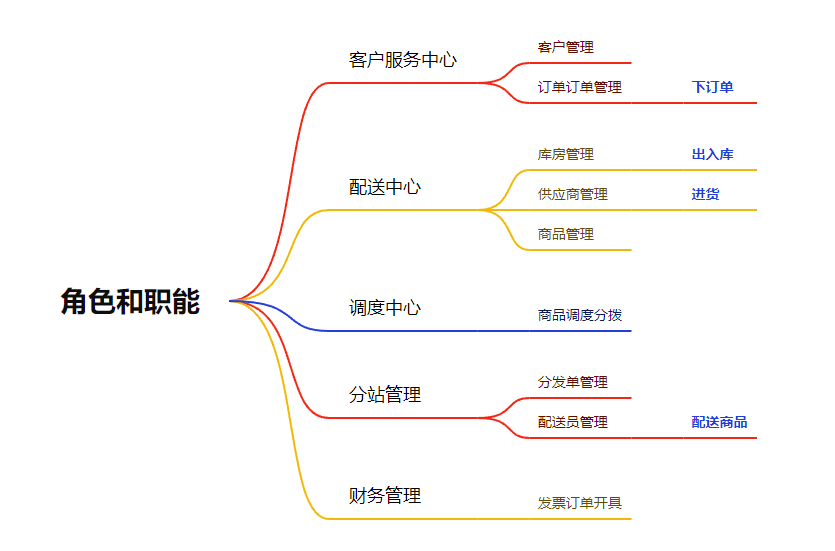 角色和职能
客户服务中心
客户管理
订单订单管理
下订单
配送中心
库房管理
出入库
供应商管理
进货
商品管理
调度中心
商品调度分拨
分站管理
分发单管理
配送员管理
配送商品
财务管理
发票订单开具